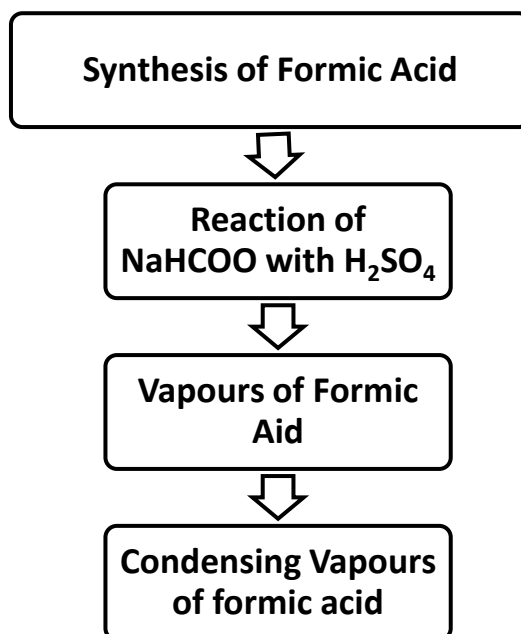 Synthesis of Formic Acid
Reaction of
NaHCOO with H₂SO₄
Vapours of Formic
Aid
Condensing Vapours
of formic acid